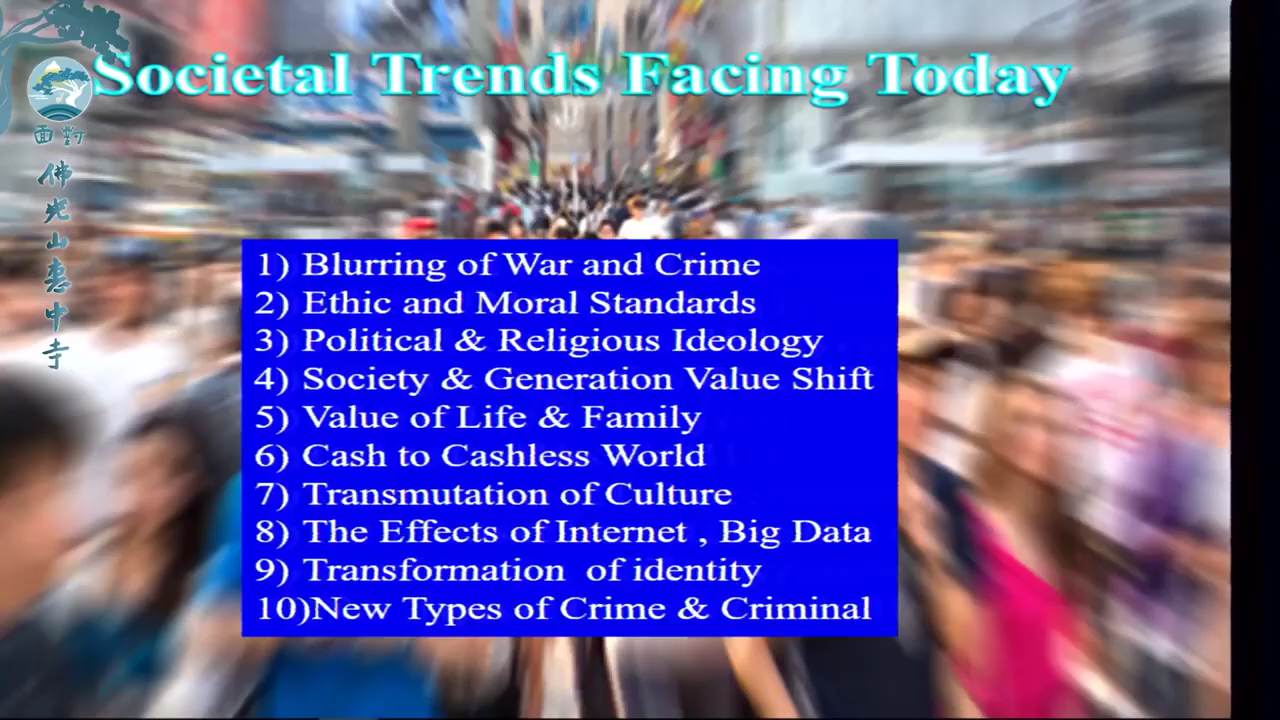 Societal Trends Facing Today
面對
佛光山惠中寺
1) Blurring of War and Crime
2) Ethic and Moral Standards
3) Political & Religious Ideology
4) Society & Generation Value Shift
5) Value of Life & Family
6) Cash to Cashless World
7) Transmutation of Culture
8) The Effects of Internet , Big Data
9) Transformation  of identity
10)New Types of Crime & Criminal